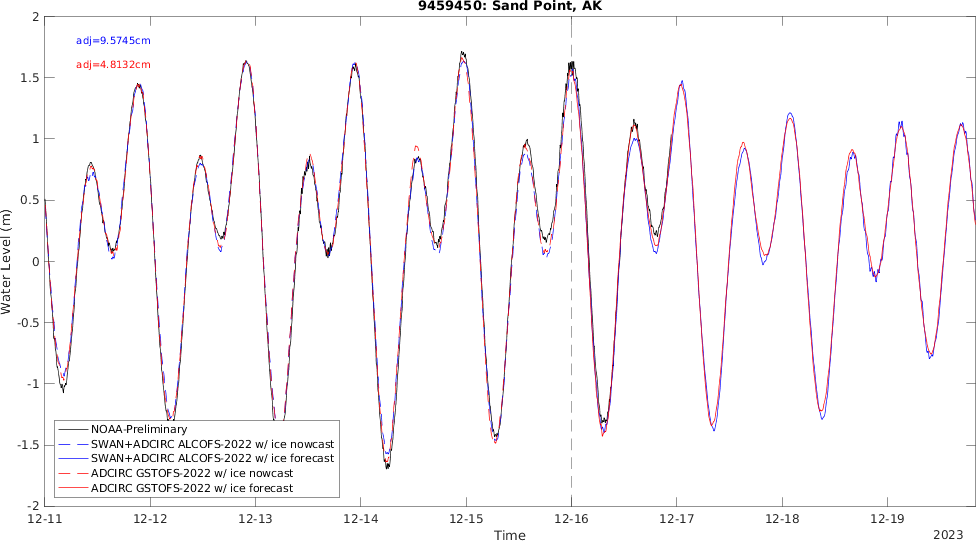 9459450: Sand Point, AK
adj=9.5745cm
adj=4.8132cm
2
1.5
1
0.5
0
-0.5
-1
-1.5
-2
Water Level (m)
NOAA-Preliminary
SWAN+ADCIRC ALCOFS-2022 w/ ice nowcast
SWAN+ADCIRC ALCOFS-2022 w/ ice forecast
ADCIRC GSTOFS-2022 w/ ice nowcast
ADCIRC GSTOFS-2022 w/ ice forecast
12-11 12-12 12-13 12-14 12-15 12-16 12-17 12-18 12-19
Time
2023